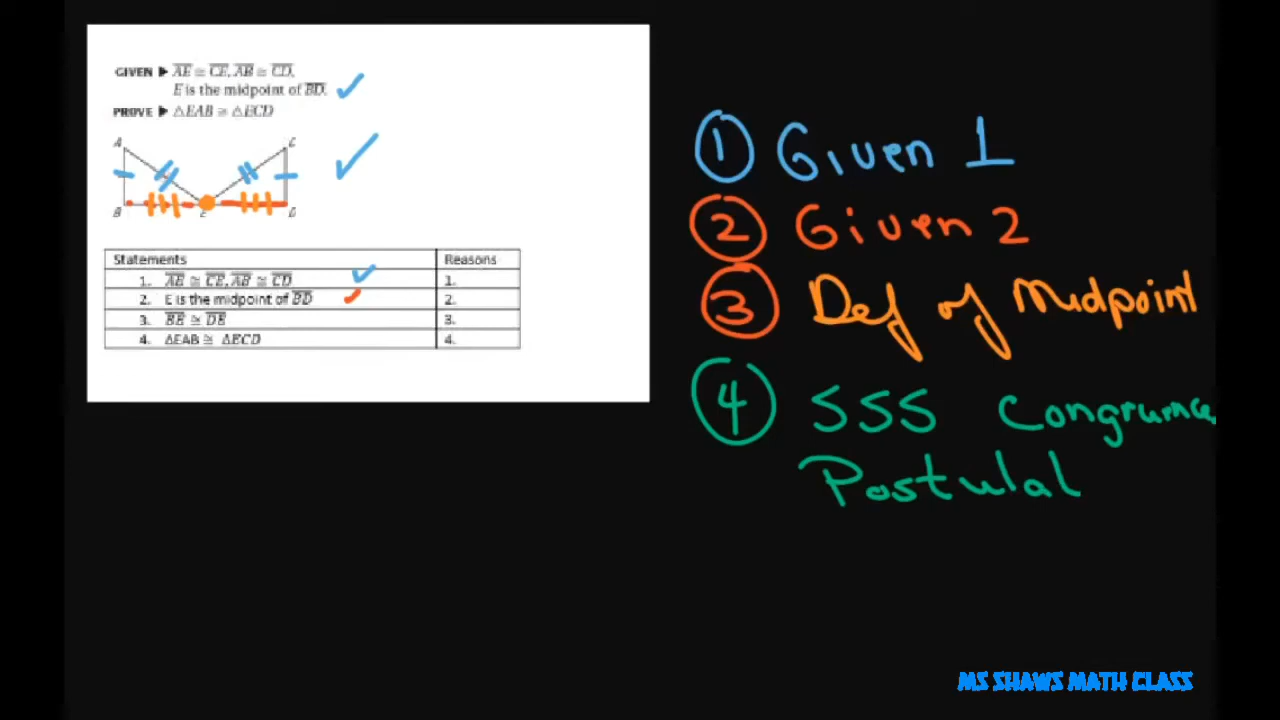 GIVEN ▶ AE ≅ CE, AB ≅ CD,
E is the midpoint of BD.
PROVE ▶ △EAB ≅ △ECD
A C
B E D
Statements Reasons
1. AE ≅ CE, AB ≅ CD 1.
2. E is the midpoint of BD 2.
3. BE ≅ DE 3.
4. ΔEAB ≅ ΔECD 4.
① Given 1
② Given 2
③ Def of Midpoint
④ SSS Congruence
Postulal
MS SHAWS MATH CLASS